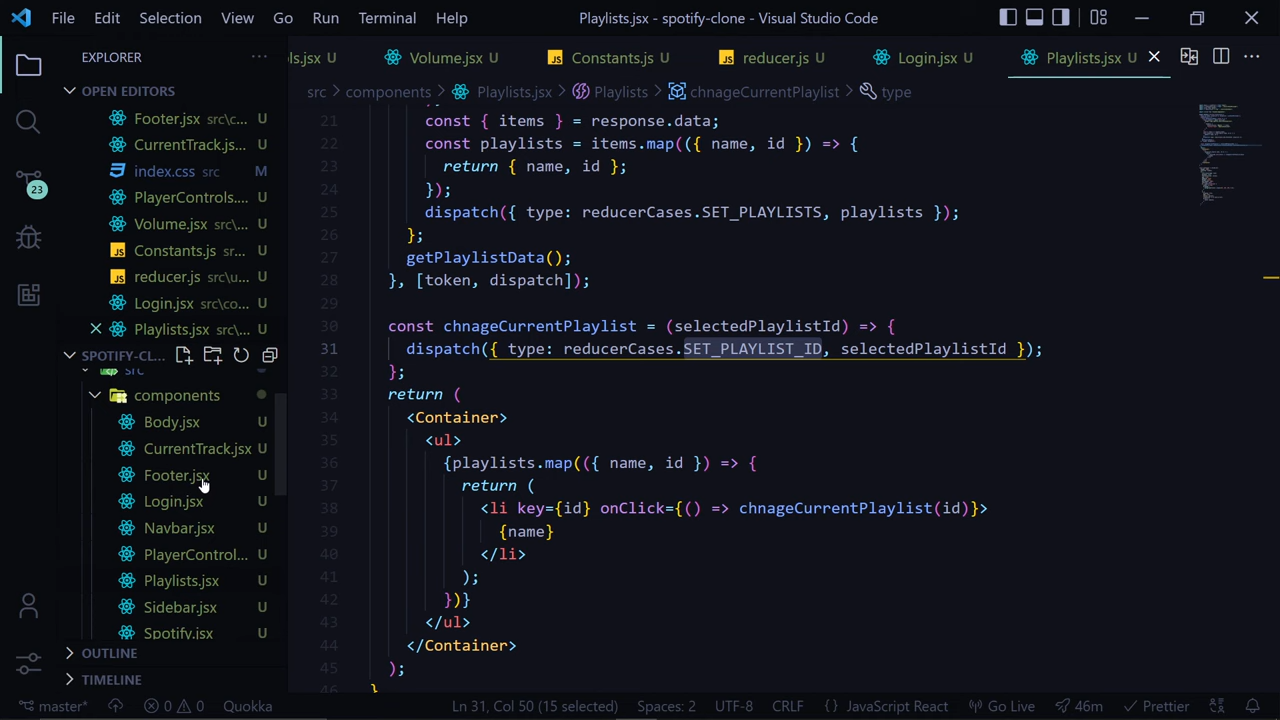 File Edit Selection View Go Run Terminal Help Playlists.jsx - spotify-clone - Visual Studio Code
EXPLORER ···
ols.jsx U Volume.jsx U Constants.js U reducer.js U Login.jsx U Playlists.jsx U
OPEN EDITORS
src > components > Playlists.jsx > Playlists > chnageCurrentPlaylist > type
Footer.jsx src\c... U
CurrentTrack.js... U
index.css src M
PlayerControls.... U
Volume.jsx src\... U
Constants.js sr... U
reducer.js src\u... U
Login.jsx src\co... U
Playlists.jsx src\... U
SPOTIFY-CL...
src
components
Body.jsx U
CurrentTrack.jsx U
Footer.jsx U
Login.jsx U
Navbar.jsx U
PlayerControl... U
Playlists.jsx U
Sidebar.jsx U
Spotify.jsx U
OUTLINE
TIMELINE
23
21 const { items } = response.data;
22 const playlists = items.map(({ name, id }) => {
23 return { name, id };
24 });
25 dispatch({ type: reducerCases.SET_PLAYLISTS, playlists });
26 };
27 getPlaylistData();
28 }, [token, dispatch]);
29
30 const chnageCurrentPlaylist = (selectedPlaylistId) => {
31 dispatch({ type: reducerCases.SET_PLAYLIST_ID, selectedPlaylistId });
32 };
33 return (
34 <Container>
35 <ul>
36 {playlists.map(({ name, id }) => {
37 return (
38 <li key={id} onClick={() => chnageCurrentPlaylist(id)}>
39 {name}
40 </li>
41 );
42 })}
43 </ul>
44 </Container>
45 );
46 }
master* 0 0 Quokka Ln 31, Col 50 (15 selected) Spaces: 2 UTF-8 CRLF {} JavaScript React Go Live 46m Prettier